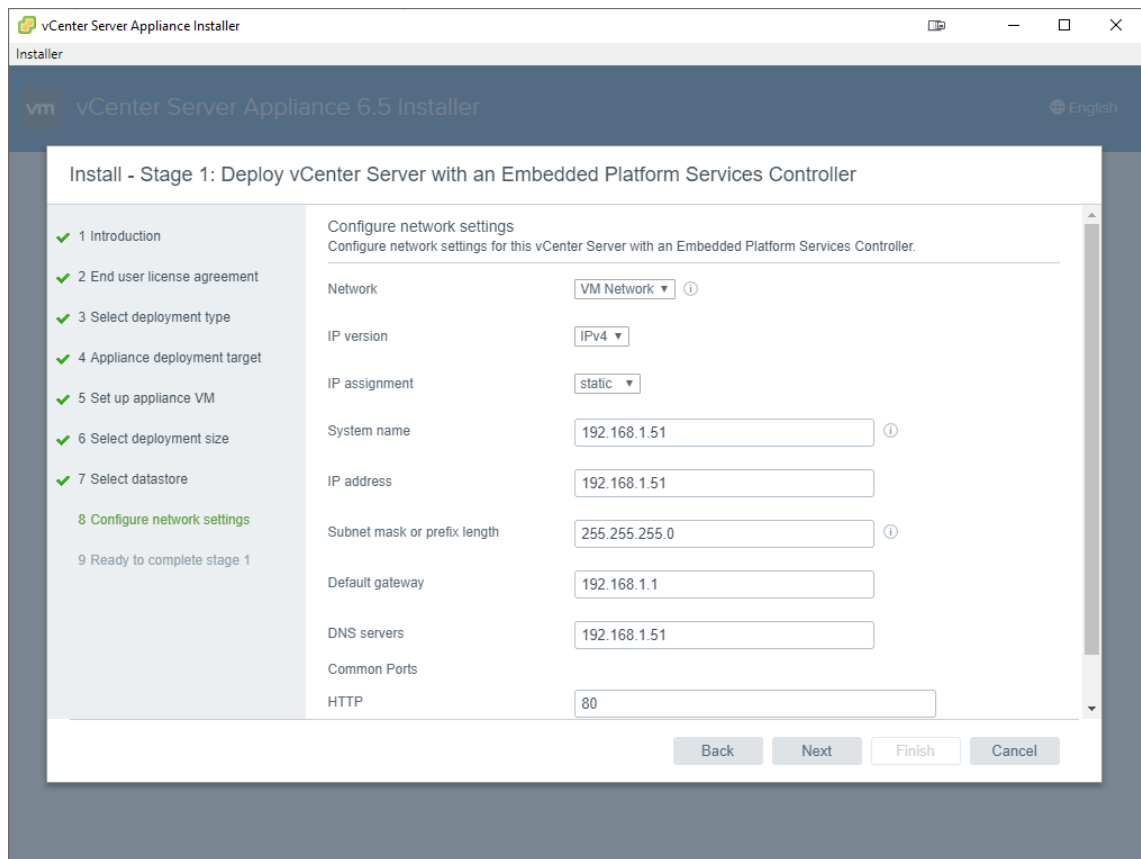 vCenter Server Appliance Installer
Installer
vm vCenter Server Appliance 6.5 Installer
English
Install - Stage 1: Deploy vCenter Server with an Embedded Platform Services Controller
1 Introduction
2 End user license agreement
3 Select deployment type
4 Appliance deployment target
5 Set up appliance VM
6 Select deployment size
7 Select datastore
8 Configure network settings
9 Ready to complete stage 1
Configure network settings
Configure network settings for this vCenter Server with an Embedded Platform Services Controller.
Network VM Network
IP version IPv4
IP assignment static
System name 192.168.1.51
IP address 192.168.1.51
Subnet mask or prefix length 255.255.255.0
Default gateway 192.168.1.1
DNS servers 192.168.1.51
Common Ports
HTTP 80
Back Next Finish Cancel